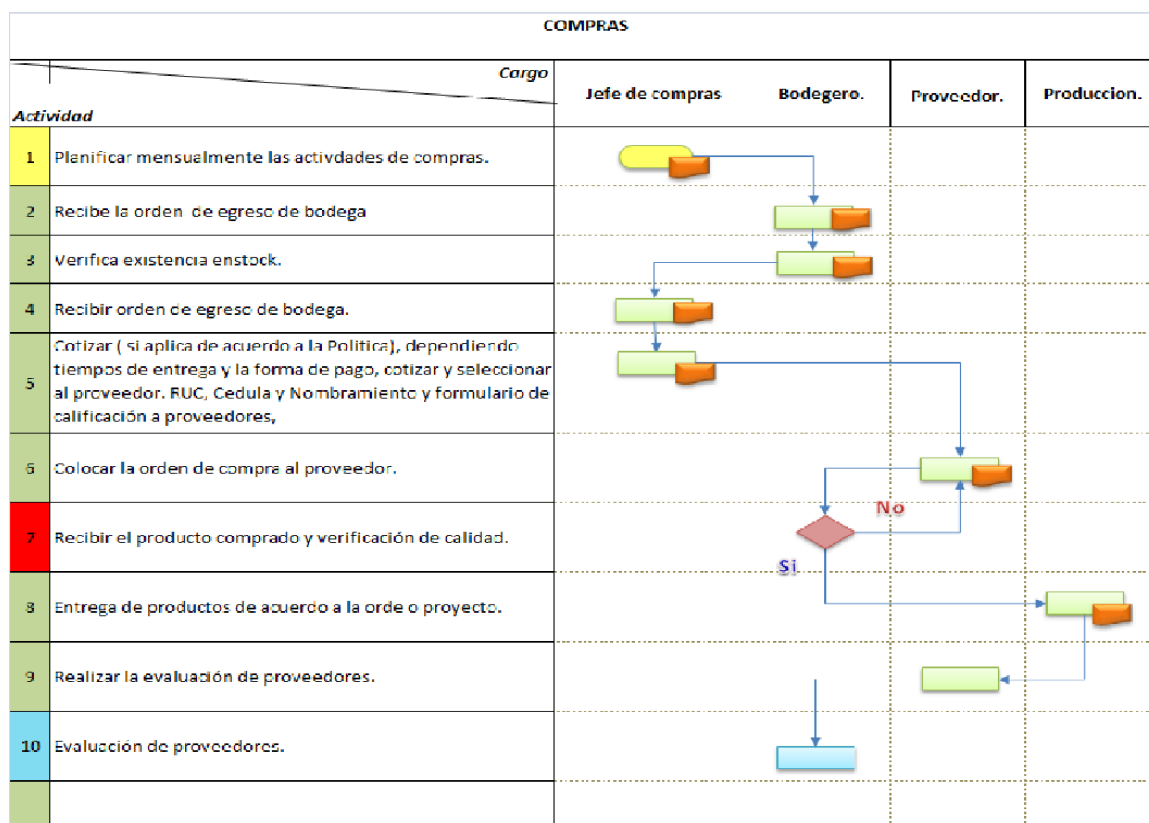 COMPRAS
Cargo
Actividad
Jefe de compras
Bodegero.
Proveedor.
Produccion.
1 Planificar mensualmente las activdades de compras.
2 Recibe la orden de egreso de bodega
3 Verifica existencia enstock.
4 Recibir orden de egreso de bodega.
5 Cotizar ( si aplica de acuerdo a la Politica), dependiendo
tiempos de entrega y la forma de pago, cotizar y seleccionar
al proveedor. RUC, Cedula y Nombramiento y formulario de
calificación a proveedores,
6 Colocar la orden de compra al proveedor.
No
7 Recibir el producto comprado y verificación de calidad.
Si
8 Entrega de productos de acuerdo a la orde o proyecto.
9 Realizar la evaluación de proveedores.
10 Evaluación de proveedores.